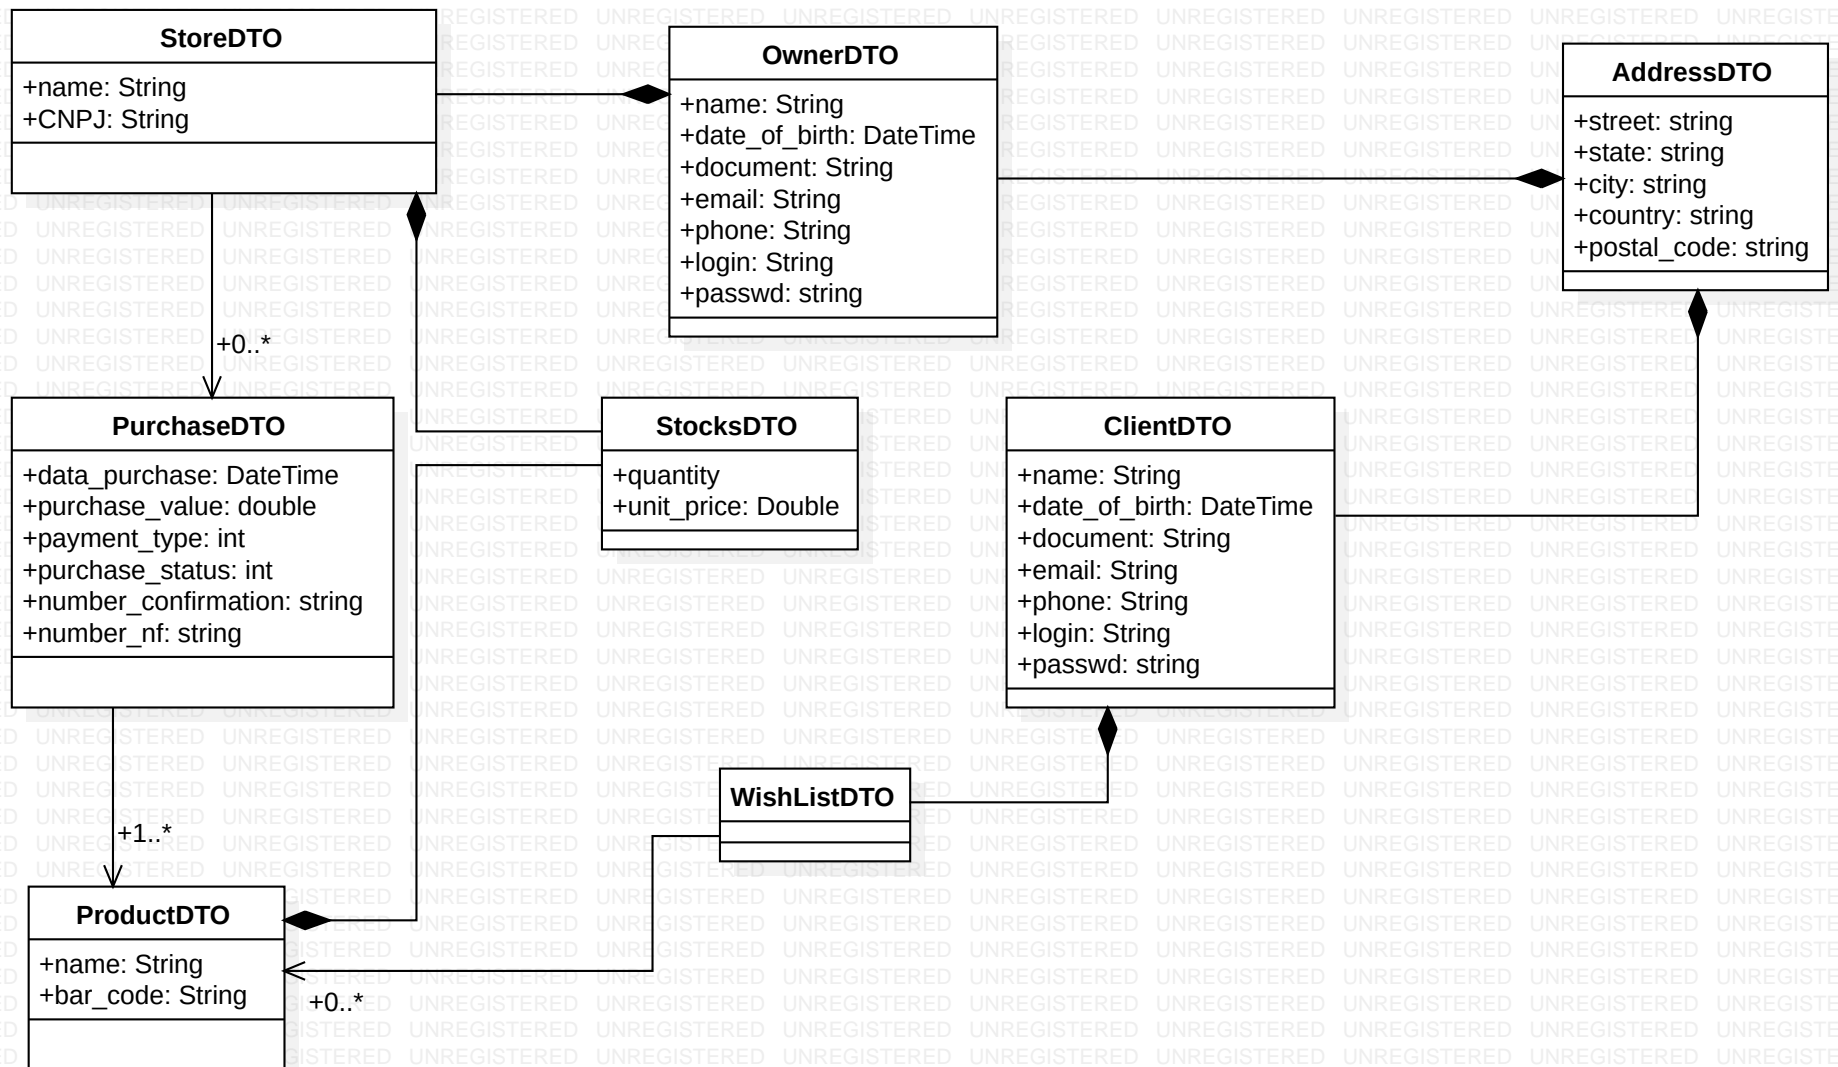 StoreDTO
+name: String
+CNPJ: String
OwnerDTO
+name: String
+date_of_birth: DateTime
+document: String
+email: String
+phone: String
+login: String
+passwd: string
AddressDTO
+street: string
+state: string
+city: string
+country: string
+postal_code: string
+0..*
PurchaseDTO
+data_purchase: DateTime
+purchase_value: double
+payment_type: int
+purchase_status: int
+number_confirmation: string
+number_nf: string
StocksDTO
+quantity
+unit_price: Double
ClientDTO
+name: String
+date_of_birth: DateTime
+document: String
+email: String
+phone: String
+login: String
+passwd: string
WishListDTO
+1..*
ProductDTO
+name: String
+bar_code: String
+0..*
UNREGISTERED